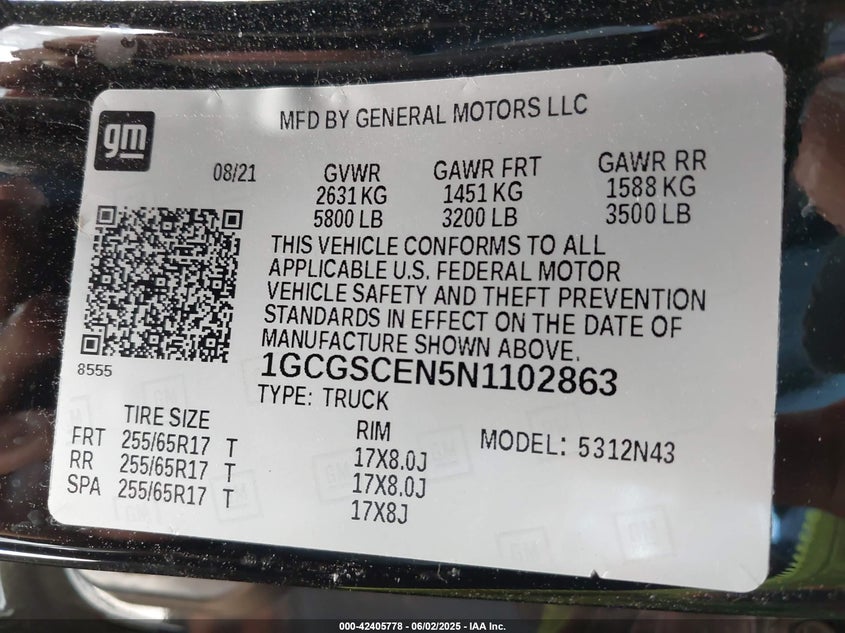 gm
MFD BY GENERAL MOTORS LLC
08/21 GVWR GAWR FRT GAWR RR
2631 KG 1451 KG 1588 KG
5800 LB 3200 LB 3500 LB
THIS VEHICLE CONFORMS TO ALL
APPLICABLE U.S. FEDERAL MOTOR
VEHICLE SAFETY AND THEFT PREVENTION
STANDARDS IN EFFECT ON THE DATE OF
MANUFACTURE SHOWN ABOVE.
8555
1GCGSCEN5N1102863
TYPE: TRUCK
TIRE SIZE RIM MODEL: 5312N43
FRT 255/65R17 T 17X8.0J
RR 255/65R17 T 17X8.0J
SPA 255/65R17 T 17X8J
000-42405778 - 06/02/2025 - IAA Inc.